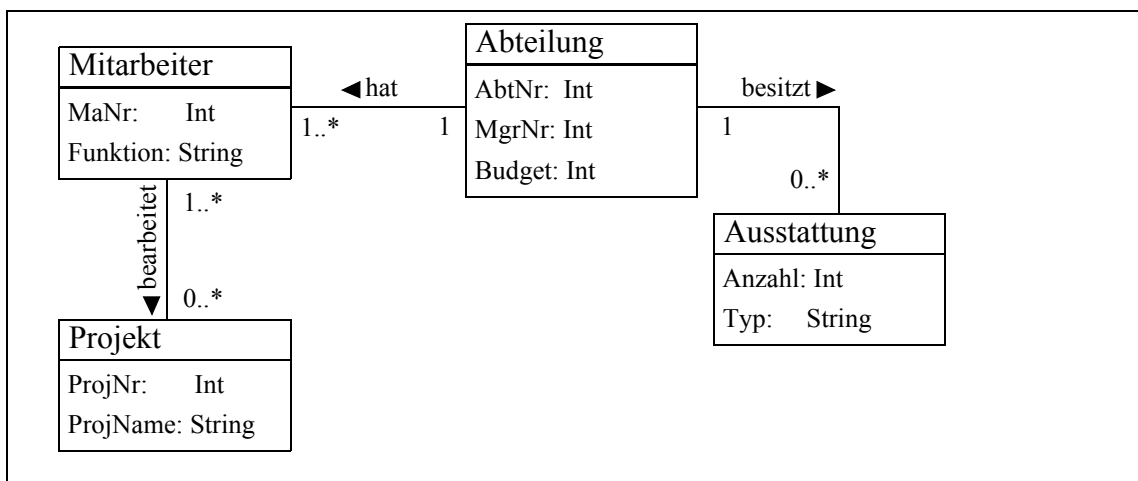 Mitarbeiter
MaNr: Int
Funktion: String
◀ hat
1..*
1
Abteilung
AbtNr: Int
MgrNr: Int
Budget: Int
besitzt ▶
1
0..*
Ausstattung
Anzahl: Int
Typ: String
bearbeitet
1..*
0..*
Projekt
ProjNr: Int
ProjName: String